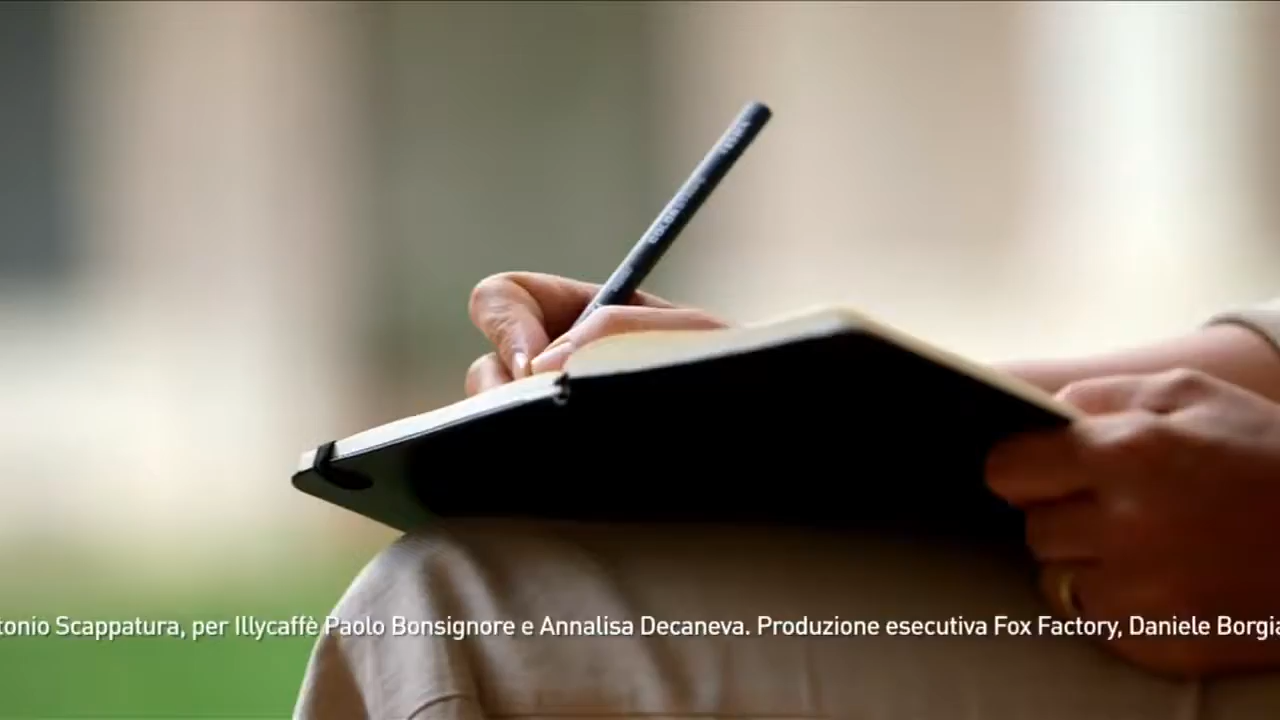 tonio Scappatura, per Illycaffè Paolo Bonsignore e Annalisa Decaneva. Produzione esecutiva Fox Factory, Daniele Borgia